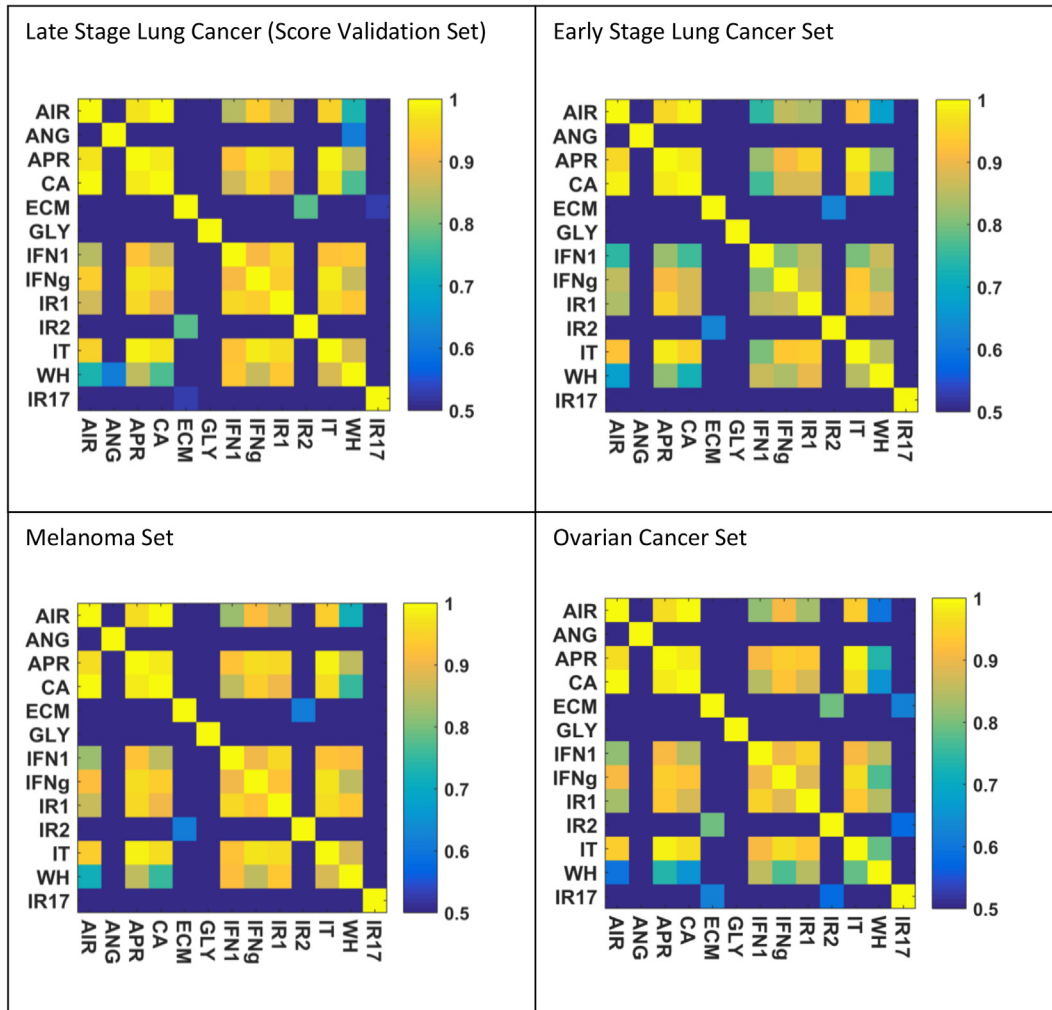 Late Stage Lung Cancer (Score Validation Set)
AIR
ANG
APR
CA
ECM
GLY
IFN1
IFNg
IR1
IR2
IT
WH
IR17
AIR ANG APR CA ECM GLY IFN1 IFNg IR1 IR2 IT WH IR17
1
0.9
0.8
0.7
0.6
0.5
Early Stage Lung Cancer Set
AIR
ANG
APR
CA
ECM
GLY
IFN1
IFNg
IR1
IR2
IT
WH
IR17
AIR ANG APR CA ECM GLY IFN1 IFNg IR1 IR2 IT WH IR17
1
0.9
0.8
0.7
0.6
0.5
Melanoma Set
AIR
ANG
APR
CA
ECM
GLY
IFN1
IFNg
IR1
IR2
IT
WH
IR17
AIR ANG APR CA ECM GLY IFN1 IFNg IR1 IR2 IT WH IR17
1
0.9
0.8
0.7
0.6
0.5
Ovarian Cancer Set
AIR
ANG
APR
CA
ECM
GLY
IFN1
IFNg
IR1
IR2
IT
WH
IR17
AIR ANG APR CA ECM GLY IFN1 IFNg IR1 IR2 IT WH IR17
1
0.9
0.8
0.7
0.6
0.5